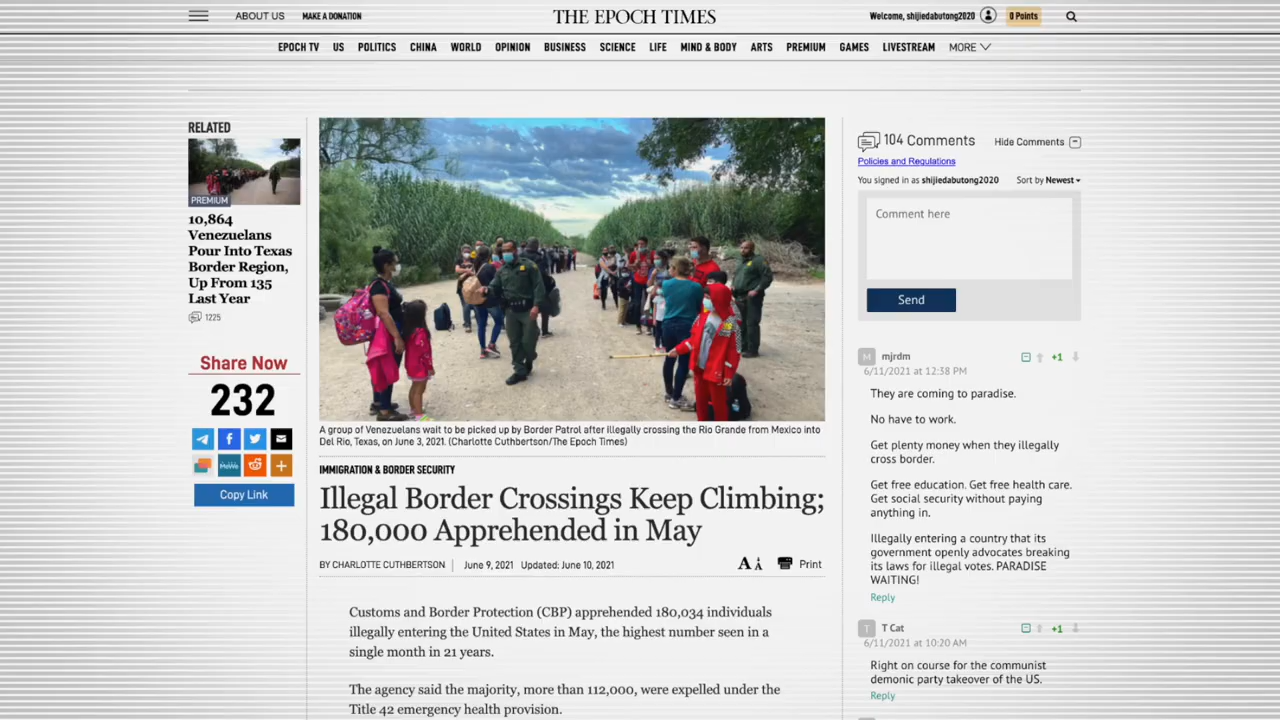 ABOUT US
MAKE A DONATION
THE EPOCH TIMES
Welcome, shijiedabutong2020
0 Points
EPOCH TV US POLITICS CHINA WORLD OPINION BUSINESS SCIENCE LIFE MIND & BODY ARTS PREMIUM GAMES LIVESTREAM MORE
RELATED
PREMIUM
10,864
Venezuelans
Pour Into Texas
Border Region,
Up From 135
Last Year
1225
Share Now
232
MeWe
Copy Link
A group of Venezuelans wait to be picked up by Border Patrol after illegally crossing the Rio Grande from Mexico into
Del Rio, Texas, on June 3, 2021. (Charlotte Cuthbertson/The Epoch Times)
IMMIGRATION & BORDER SECURITY
Illegal Border Crossings Keep Climbing;
180,000 Apprehended in May
BY CHARLOTTE CUTHBERTSON June 9, 2021 Updated: June 10, 2021
A A Print
Customs and Border Protection (CBP) apprehended 180,034 individuals
illegally entering the United States in May, the highest number seen in a
single month in 21 years.
The agency said the majority, more than 112,000, were expelled under the
Title 42 emergency health provision.
104 Comments
Hide Comments
Policies and Regulations
You signed in as shijiedabutong2020
Sort by Newest
Comment here
Send
M mjrdm
+1
6/11/2021 at 12:38 PM
They are coming to paradise.
No have to work.
Get plenty money when they illegally
cross border.
Get free education. Get free health care.
Get social security without paying
anything in.
Illegally entering a country that its
government openly advocates breaking
its laws for illegal votes. PARADISE
WAITING!
Reply
T T Cat
+1
6/11/2021 at 10:20 AM
Right on course for the communist
demonic party takeover of the US.
Reply